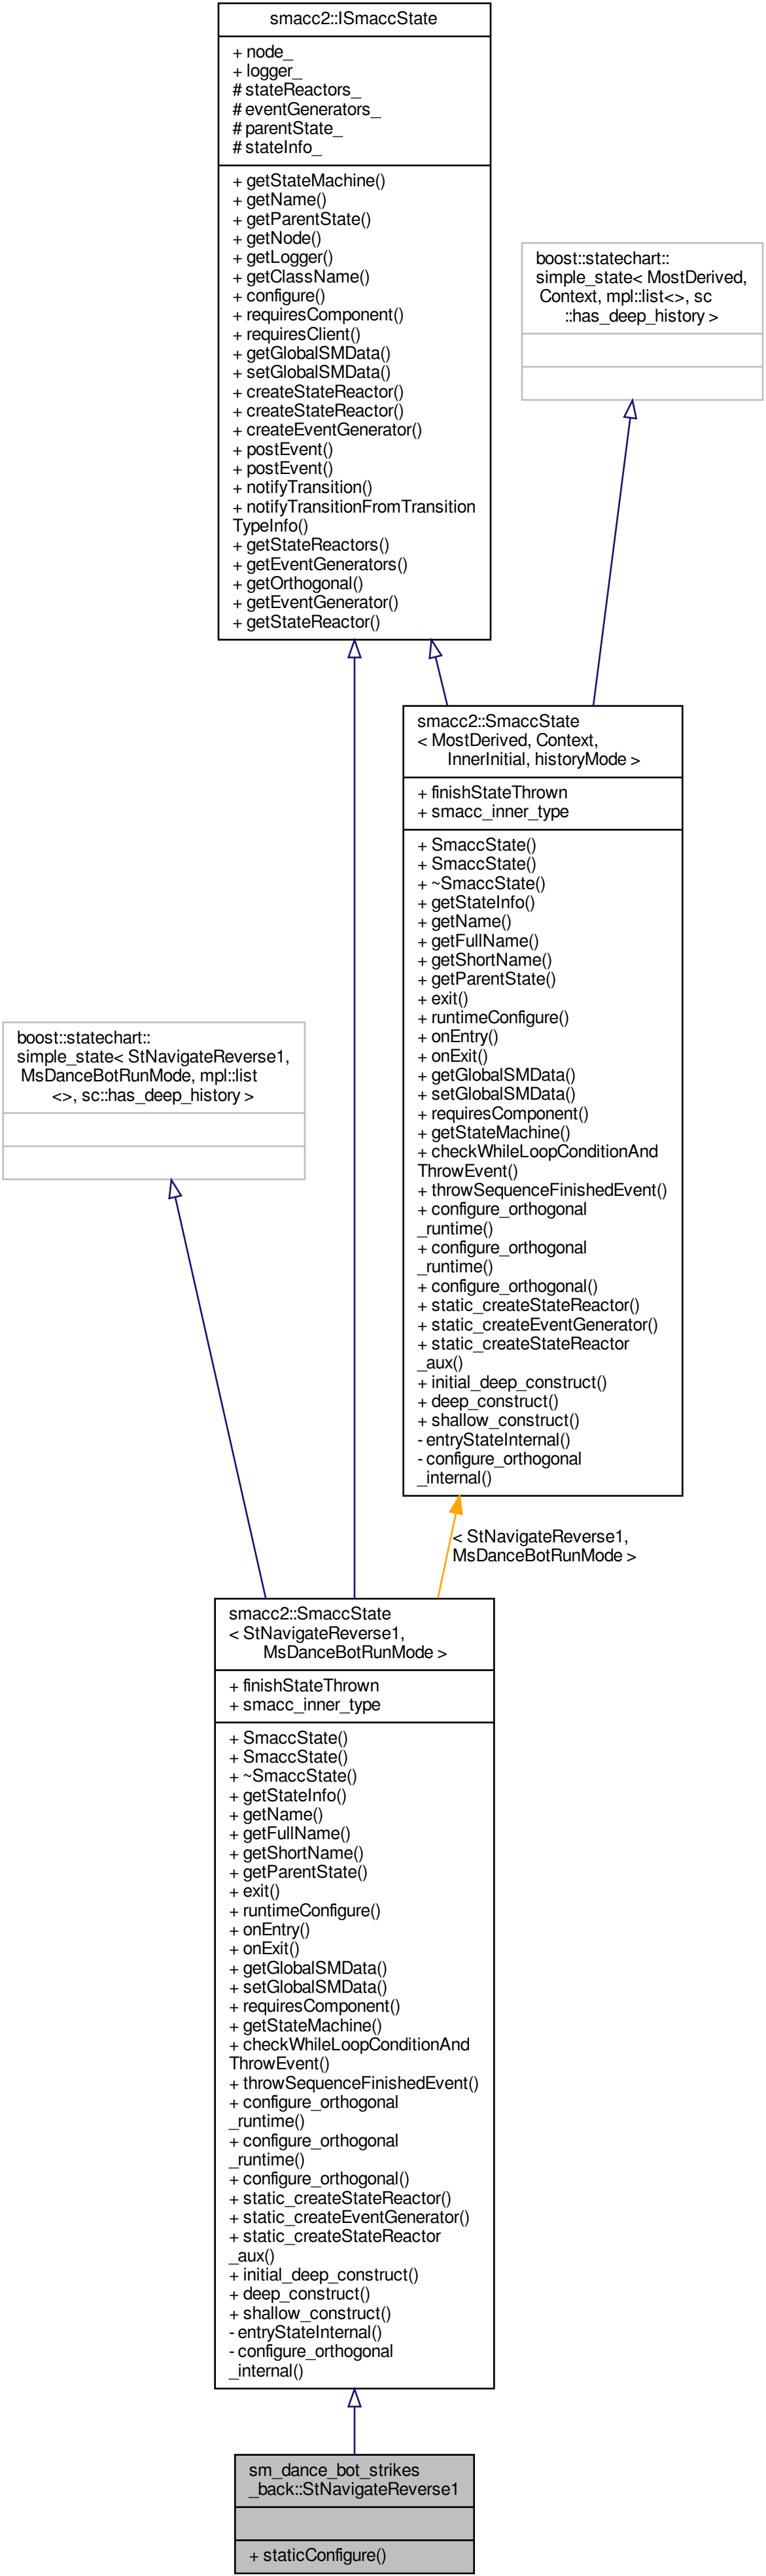 smacc2::ISmaccState
+ node_
+ logger_
# stateReactors_
# eventGenerators_
# parentState_
# stateInfo_
+ getStateMachine()
+ getName()
+ getParentState()
+ getNode()
+ getLogger()
+ getClassName()
+ configure()
+ requiresComponent()
+ requiresClient()
+ getGlobalSMData()
+ setGlobalSMData()
+ createStateReactor()
+ createStateReactor()
+ createEventGenerator()
+ postEvent()
+ postEvent()
+ notifyTransition()
+ notifyTransitionFromTransition
TypeInfo()
+ getStateReactors()
+ getEventGenerators()
+ getOrthogonal()
+ getEventGenerator()
+ getStateReactor()
boost::statechart::
simple_state< MostDerived,
Context, mpl::list<>, sc
::has_deep_history >
smacc2::SmaccState
< MostDerived, Context,
InnerInitial, historyMode >
+ finishStateThrown
+ smacc_inner_type
+ SmaccState()
+ SmaccState()
+ ~SmaccState()
+ getStateInfo()
+ getName()
+ getFullName()
+ getShortName()
+ getParentState()
+ exit()
+ runtimeConfigure()
+ onEntry()
+ onExit()
+ getGlobalSMData()
+ setGlobalSMData()
+ requiresComponent()
+ getStateMachine()
+ checkWhileLoopConditionAnd
ThrowEvent()
+ throwSequenceFinishedEvent()
+ configure_orthogonal
_runtime()
+ configure_orthogonal
_runtime()
+ configure_orthogonal()
+ static_createStateReactor()
+ static_createEventGenerator()
+ static_createStateReactor
_aux()
+ initial_deep_construct()
+ deep_construct()
+ shallow_construct()
- entryStateInternal()
- configure_orthogonal
_internal()
boost::statechart::
simple_state< StNavigateReverse1,
MsDanceBotRunMode, mpl::list
<>, sc::has_deep_history >
< StNavigateReverse1,
MsDanceBotRunMode >
smacc2::SmaccState
< StNavigateReverse1,
MsDanceBotRunMode >
+ finishStateThrown
+ smacc_inner_type
+ SmaccState()
+ SmaccState()
+ ~SmaccState()
+ getStateInfo()
+ getName()
+ getFullName()
+ getShortName()
+ getParentState()
+ exit()
+ runtimeConfigure()
+ onEntry()
+ onExit()
+ getGlobalSMData()
+ setGlobalSMData()
+ requiresComponent()
+ getStateMachine()
+ checkWhileLoopConditionAnd
ThrowEvent()
+ throwSequenceFinishedEvent()
+ configure_orthogonal
_runtime()
+ configure_orthogonal
_runtime()
+ configure_orthogonal()
+ static_createStateReactor()
+ static_createEventGenerator()
+ static_createStateReactor
_aux()
+ initial_deep_construct()
+ deep_construct()
+ shallow_construct()
- entryStateInternal()
- configure_orthogonal
_internal()
sm_dance_bot_strikes
_back::StNavigateReverse1
+ staticConfigure()